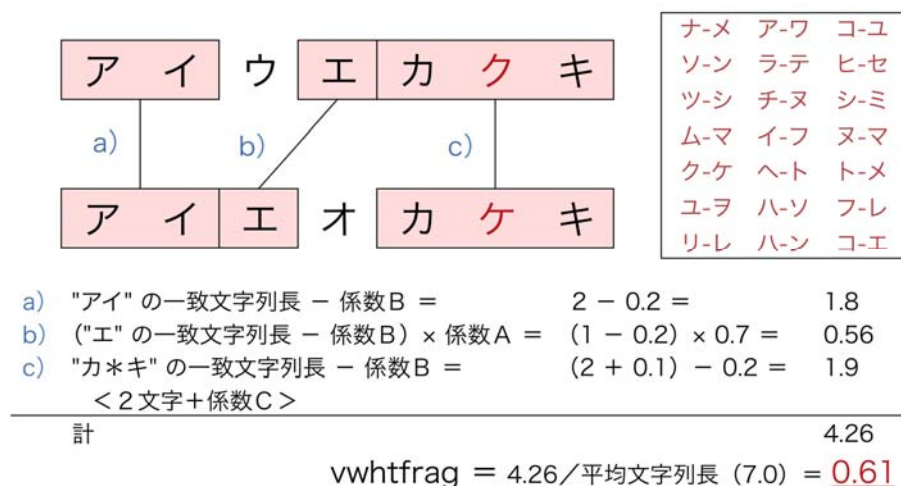 ア イ ウ エ カ ク キ
a)
b)
c)
ア イ エ オ カ ケ キ
ナ-メ ア-ワ コ-ユ
ソ-ン ラ-テ ヒ-セ
ツ-シ チ-ヌ シ-ミ
ム-マ イ-フ ヌ-マ
ク-ケ ヘ-ト ト-メ
ユ-ヲ ハ-ソ フ-レ
リ-レ ハ-ン コ-エ
a) "アイ" の一致文字列長 − 係数B = 2 − 0.2 = 1.8
b) ("エ" の一致文字列長 − 係数B) × 係数A = (1 − 0.2) × 0.7 = 0.56
c) "カ*キ" の一致文字列長 − 係数B = (2 + 0.1) − 0.2 = 1.9
<2文字+係数C>
計 4.26
vwhtfrag = 4.26/平均文字列長 (7.0) = 0.61